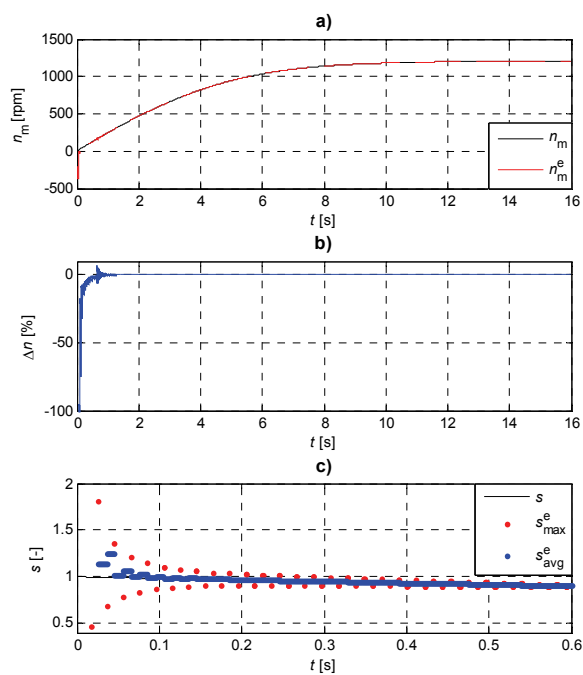 a)
1500
1000
500
0
-500
n_m [rpm]
n_m
n_m^e
0 2 4 6 8 10 12 14 16
t [s]
b)
0
-50
-100
Δn [%]
0 2 4 6 8 10 12 14 16
t [s]
c)
2
1.5
1
0.5
s [-]
s
s_max^e
s_avg^e
0 0.1 0.2 0.3 0.4 0.5 0.6
t [s]